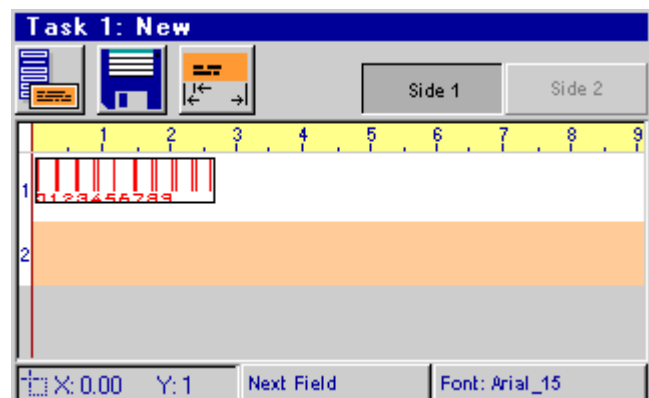 Task 1: New
Side 1 Side 2
1 2 3 4 5 6 7 8 9
1
0123456789
2
X: 0.00 Y: 1 Next Field Font: Arial_15